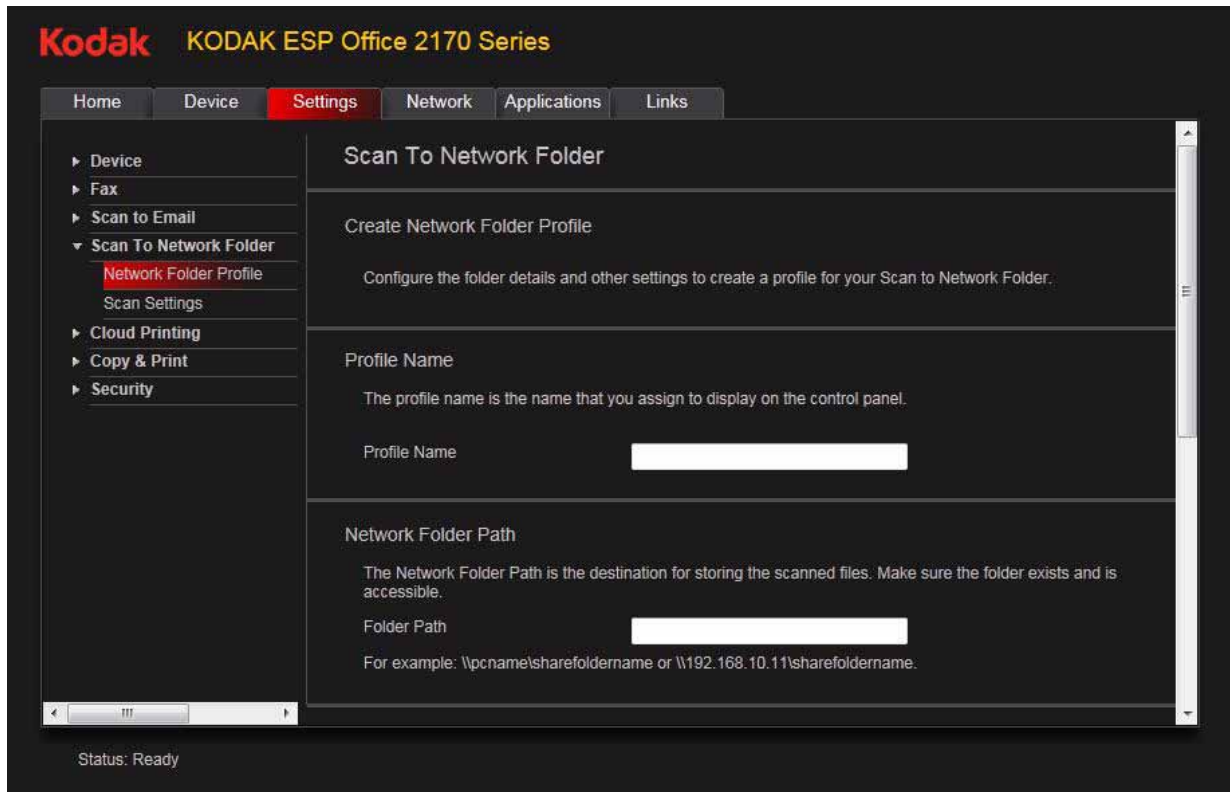 Kodak KODAK ESP Office 2170 Series
Home Device Settings Network Applications Links
Device
Fax
Scan to Email
Scan To Network Folder
Network Folder Profile
Scan Settings
Cloud Printing
Copy & Print
Security
Scan To Network Folder
Create Network Folder Profile
Configure the folder details and other settings to create a profile for your Scan to Network Folder.
Profile Name
The profile name is the name that you assign to display on the control panel.
Profile Name
Network Folder Path
The Network Folder Path is the destination for storing the scanned files. Make sure the folder exists and is
accessible.
Folder Path
For example: \\pcname\sharefoldername or \\192.168.10.11\sharefoldername.
Status: Ready